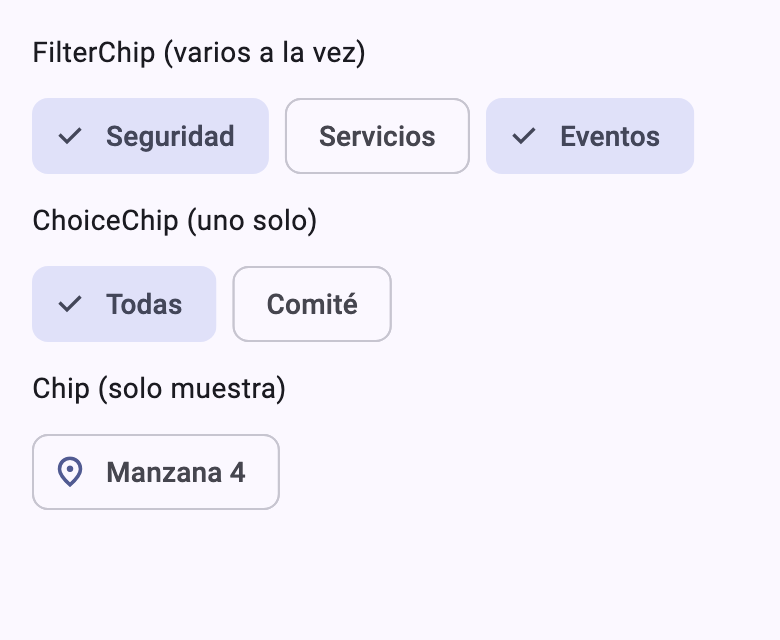 FilterChip (varios a la vez)
Seguridad Servicios Eventos
ChoiceChip (uno solo)
Todas Comité
Chip (solo muestra)
Manzana 4